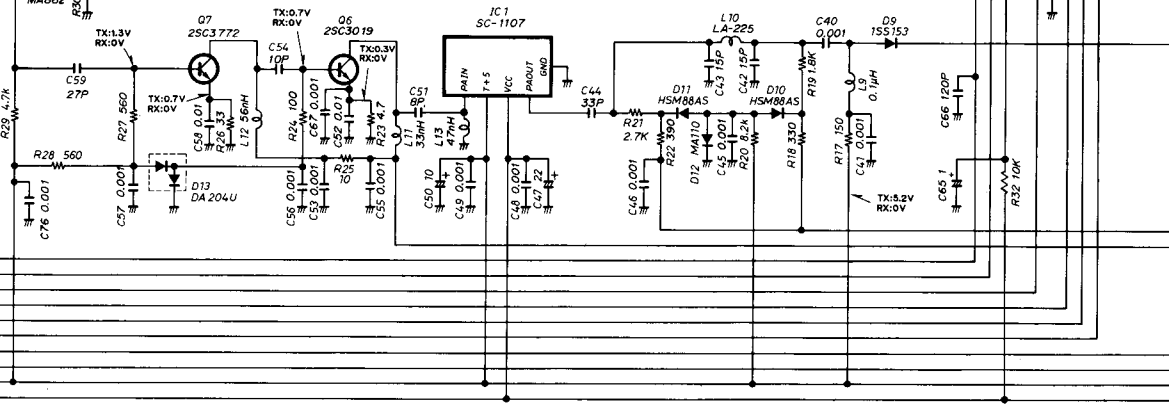 MA862
R30
TX:1.3V
RX:0V
Q7
2SC3772
TX:0.7V
RX:0V
Q6
2SC3019
IC1
SC-1107
L10
LA-225
C40
0.001
D9
1SS153
C54
10P
TX:0.3V
RX:0V
C59
27P
TX:0.7V
RX:0V
PAIN
T+5
VCC
PAOUT
GND
C43 15P
C42 15P
R19 1.8K
L9
0.1μH
C66 120P
R29 4.7K
R27 560
C58 0.01
R26 33
L12 56nH
R24 100
C67 0.001
C52 0.01
R23 4.7
C51
8P
L11
33nH
L13
47nH
C44
33P
R21
2.7K
D11
HSM88AS
D10
HSM88AS
R22 390
D12 MA110
C45 0.001
R20 8.2k
R18 330
R17 150
C41 0.001
R28 560
D13
DA204U
R25
10
C76 0.001
C57 0.001
C56 0.001
C53 0.001
C55 0.001
C50 10
+
C49 0.001
C48 0.001
C47 22
+
C46 0.001
TX:5.2V
RX:0V
C65 1
+
R32 10K